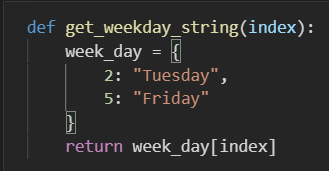 def get_weekday_string(index):
    week_day = {
        2: "Tuesday",
        5: "Friday"
    }
    return week_day[index]